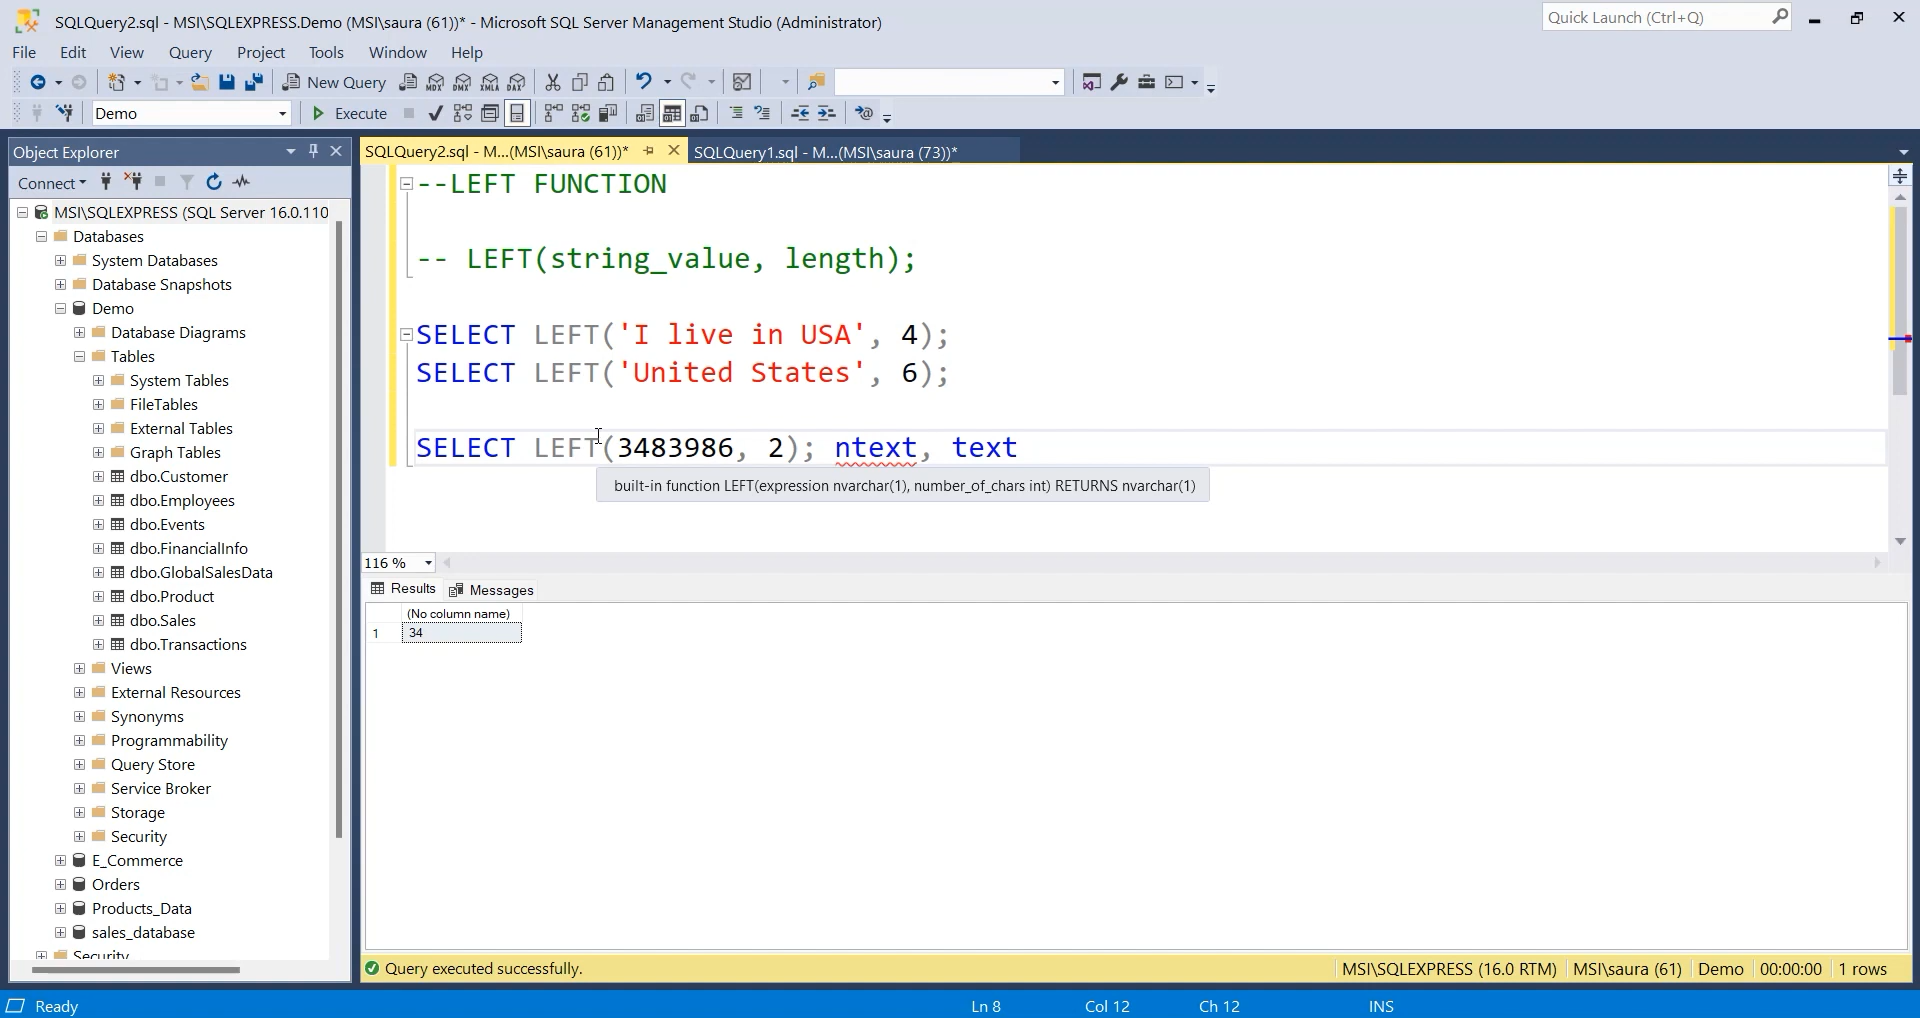 SQLQuery2.sql - MSI\SQLEXPRESS.Demo (MSI\saura (61))* - Microsoft SQL Server Management Studio (Administrator)
Quick Launch (Ctrl+Q)
File Edit View Query Project Tools Window Help
New Query MDX DMX XMLA DAX
Demo Execute
Object Explorer
SQLQuery2.sql - M...(MSI\saura (61))* SQLQuery1.sql - M...(MSI\saura (73))*
Connect
MSI\SQLEXPRESS (SQL Server 16.0.110
Databases
System Databases
Database Snapshots
Demo
Database Diagrams
Tables
System Tables
FileTables
External Tables
Graph Tables
dbo.Customer
dbo.Employees
dbo.Events
dbo.FinancialInfo
dbo.GlobalSalesData
dbo.Product
dbo.Sales
dbo.Transactions
Views
External Resources
Synonyms
Programmability
Query Store
Service Broker
Storage
Security
E_Commerce
Orders
Products_Data
sales_database
Security
--LEFT FUNCTION
-- LEFT(string_value, length);
SELECT LEFT('I live in USA', 4);
SELECT LEFT('United States', 6);
SELECT LEFT(3483986, 2); ntext, text
built-in function LEFT(expression nvarchar(1), number_of_chars int) RETURNS nvarchar(1)
116 %
Results Messages
(No column name)
1 34
Query executed successfully.
MSI\SQLEXPRESS (16.0 RTM) MSI\saura (61) Demo 00:00:00 1 rows
Ready Ln 8 Col 12 Ch 12 INS